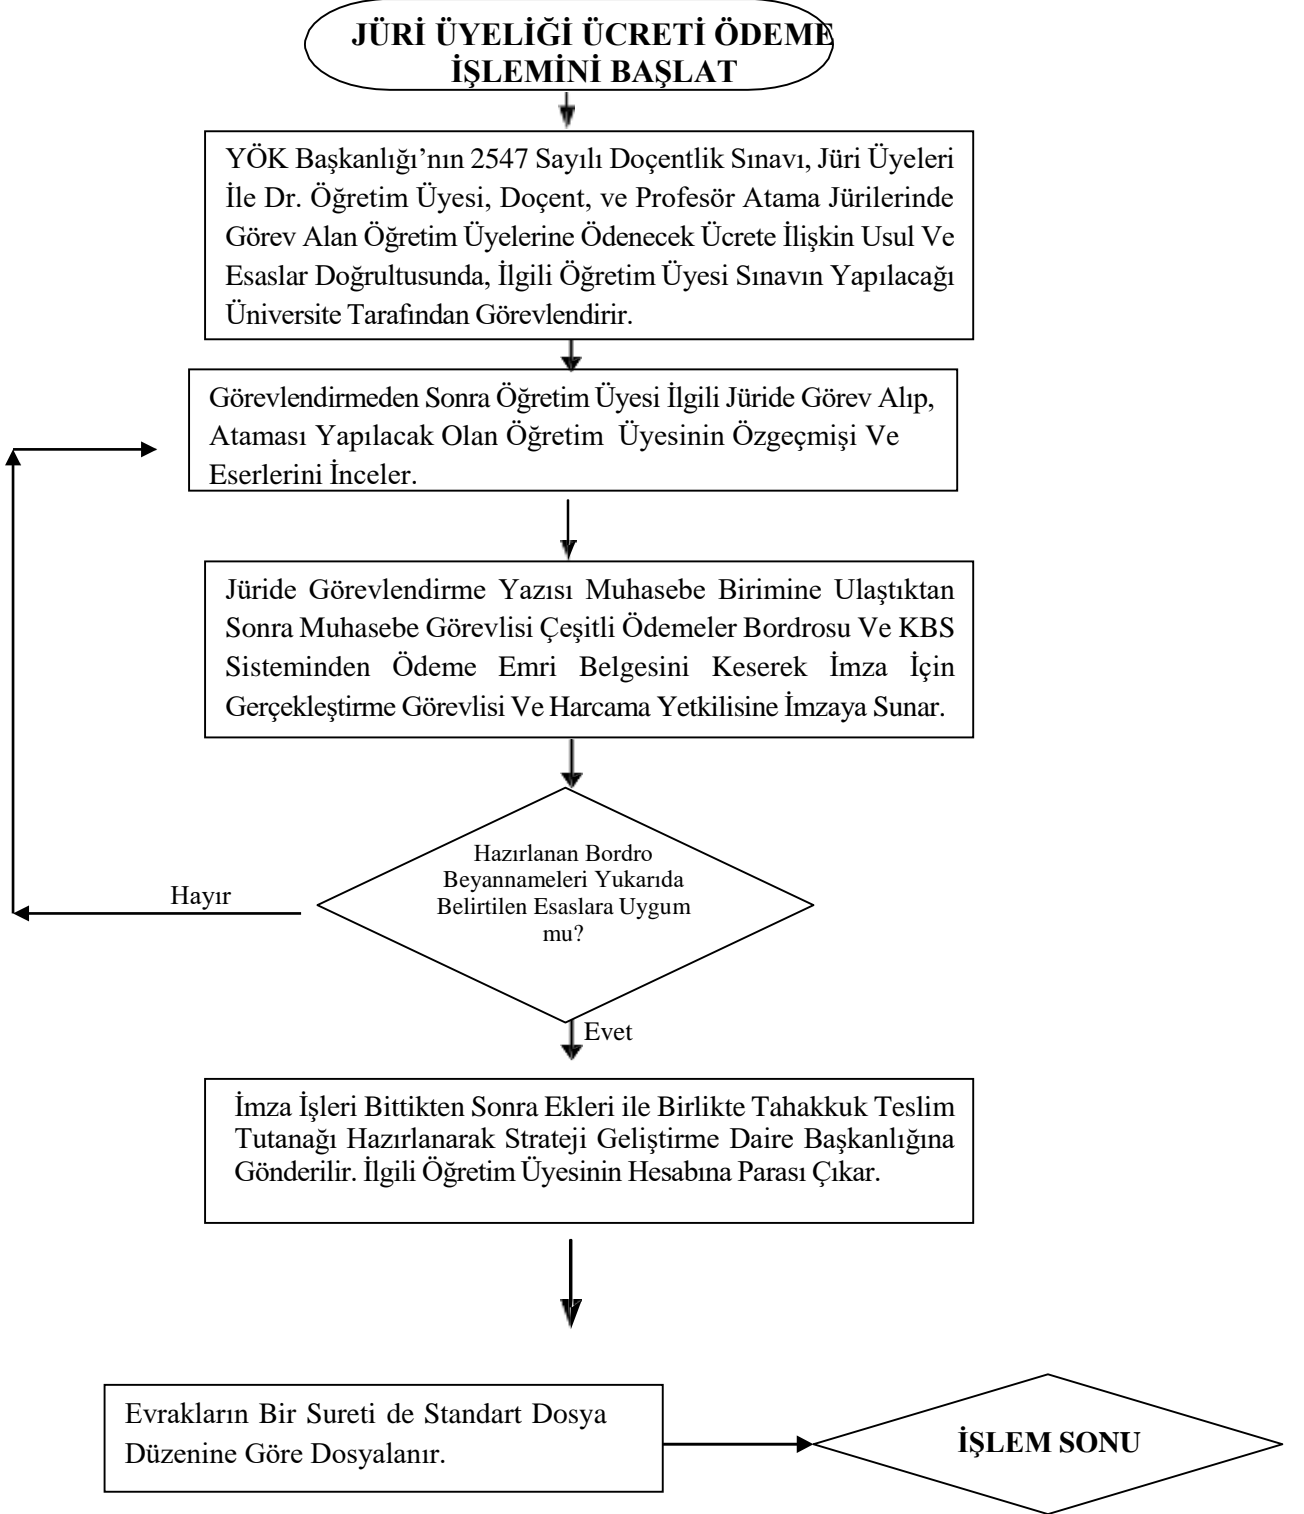 JÜRİ ÜYELİĞİ ÜCRETİ ÖDEME
İŞLEMİNİ BAŞLAT
YÖK Başkanlığı’nın 2547 Sayılı Doçentlik Sınavı, Jüri Üyeleri
İle Dr. Öğretim Üyesi, Doçent, ve Profesör Atama Jürilerinde
Görev Alan Öğretim Üyelerine Ödenecek Ücrete İlişkin Usul Ve
Esaslar Doğrultusunda, İlgili Öğretim Üyesi Sınavın Yapılacağı
Üniversite Tarafından Görevlendirir.
Görevlendirmeden Sonra Öğretim Üyesi İlgili Jüride Görev Alıp,
Ataması Yapılacak Olan Öğretim Üyesinin Özgeçmişi Ve
Eserlerini İnceler.
Jüride Görevlendirme Yazısı Muhasebe Birimine Ulaştıktan
Sonra Muhasebe Görevlisi Çeşitli Ödemeler Bordrosu Ve KBS
Sisteminden Ödeme Emri Belgesini Keserek İmza İçin
Gerçekleştirme Görevlisi Ve Harcama Yetkilisine İmzaya Sunar.
Hazırlanan Bordro
Beyannameleri Yukarıda
Belirtilen Esaslara Uygum
mu?
Hayır
Evet
İmza İşleri Bittikten Sonra Ekleri ile Birlikte Tahakkuk Teslim
Tutanağı Hazırlanarak Strateji Geliştirme Daire Başkanlığına
Gönderilir. İlgili Öğretim Üyesinin Hesabına Parası Çıkar.
Evrakların Bir Sureti de Standart Dosya
Düzenine Göre Dosyalanır.
İŞLEM SONU